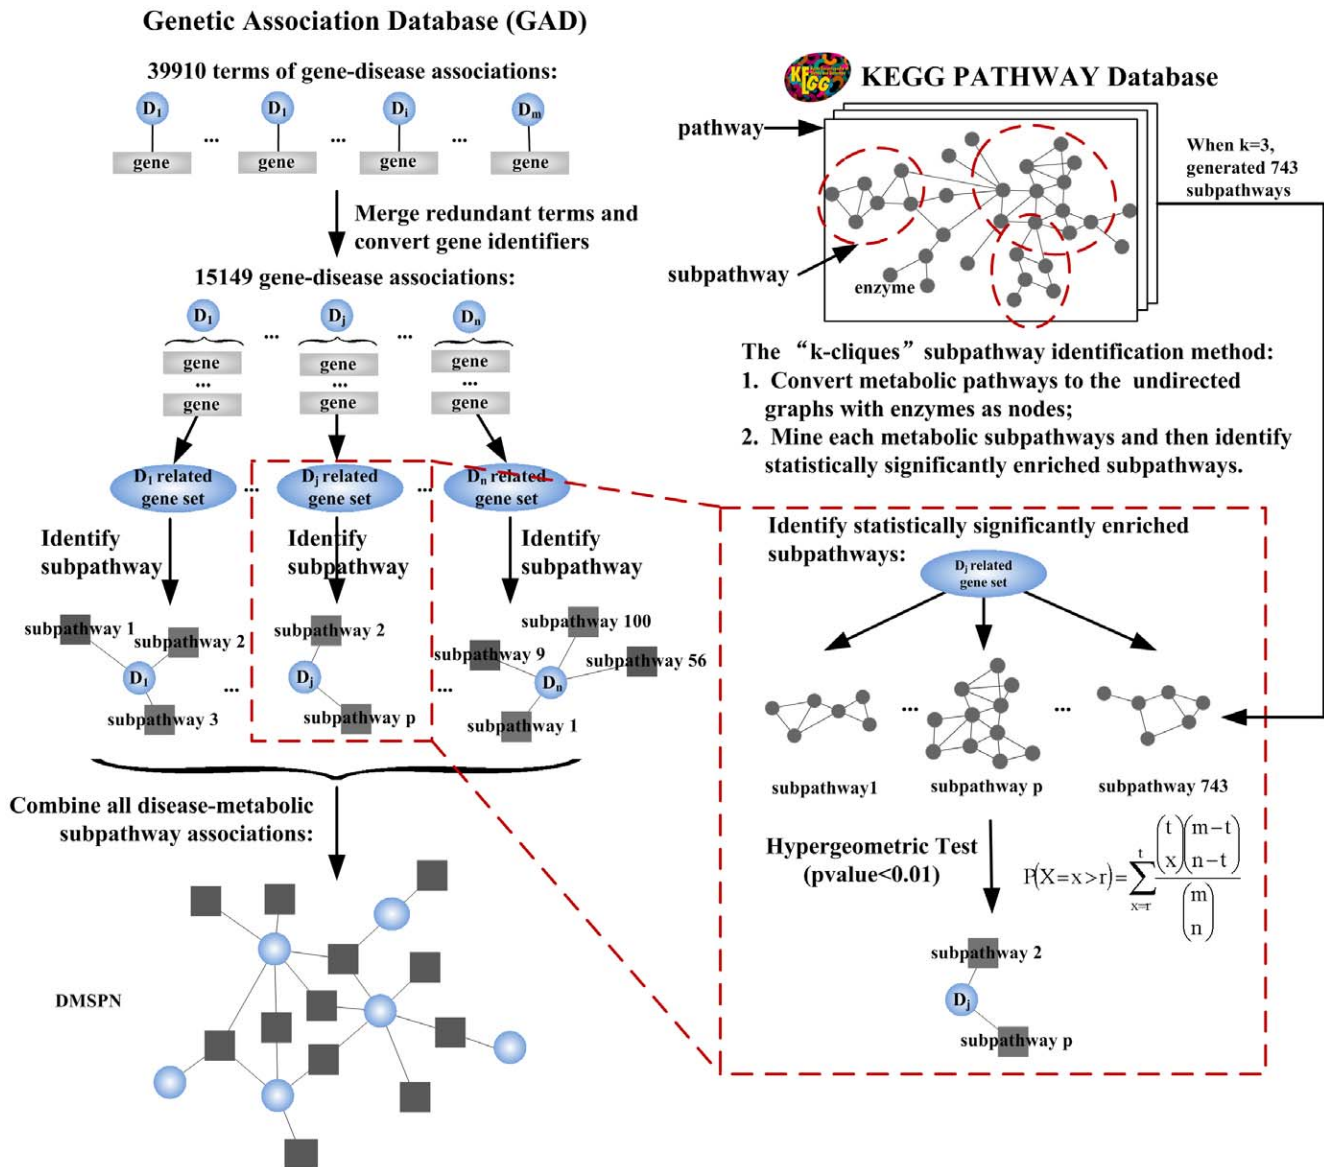 Genetic Association Database (GAD)
39910 terms of gene-disease associations:
D1
D1
Di
Dm
...
...
...
gene
gene
gene
gene
Merge redundant terms and
convert gene identifiers
15149 gene-disease associations:
D1
...
Dj
...
Dn
gene
gene
gene
...
...
...
gene
gene
gene
D1 related
gene set
...
Dj related
gene set
...
Dn related
gene set
Identify
subpathway
Identify
subpathway
Identify
subpathway
subpathway 1
subpathway 2
D1
subpathway 3
...
subpathway 2
Dj
subpathway p
...
subpathway 100
subpathway 9
subpathway 56
Dn
subpathway 1
Combine all disease-metabolic
subpathway associations:
DMSPN
KEGG
KEGG PATHWAY Database
pathway
subpathway
enzyme
When k=3,
generated 743
subpathways
The “k-cliques” subpathway identification method:
1. Convert metabolic pathways to the undirected
graphs with enzymes as nodes;
2. Mine each metabolic subpathways and then identify
statistically significantly enriched subpathways.
Identify statistically significantly enriched
subpathways:
Dj related
gene set
...
...
subpathway1
subpathway p
subpathway 743
Hypergeometric Test
(pvalue<0.01)
P(X=x>r)=∑ x=r t (t x)(m−t n−t) / (m n)
subpathway 2
Dj
subpathway p